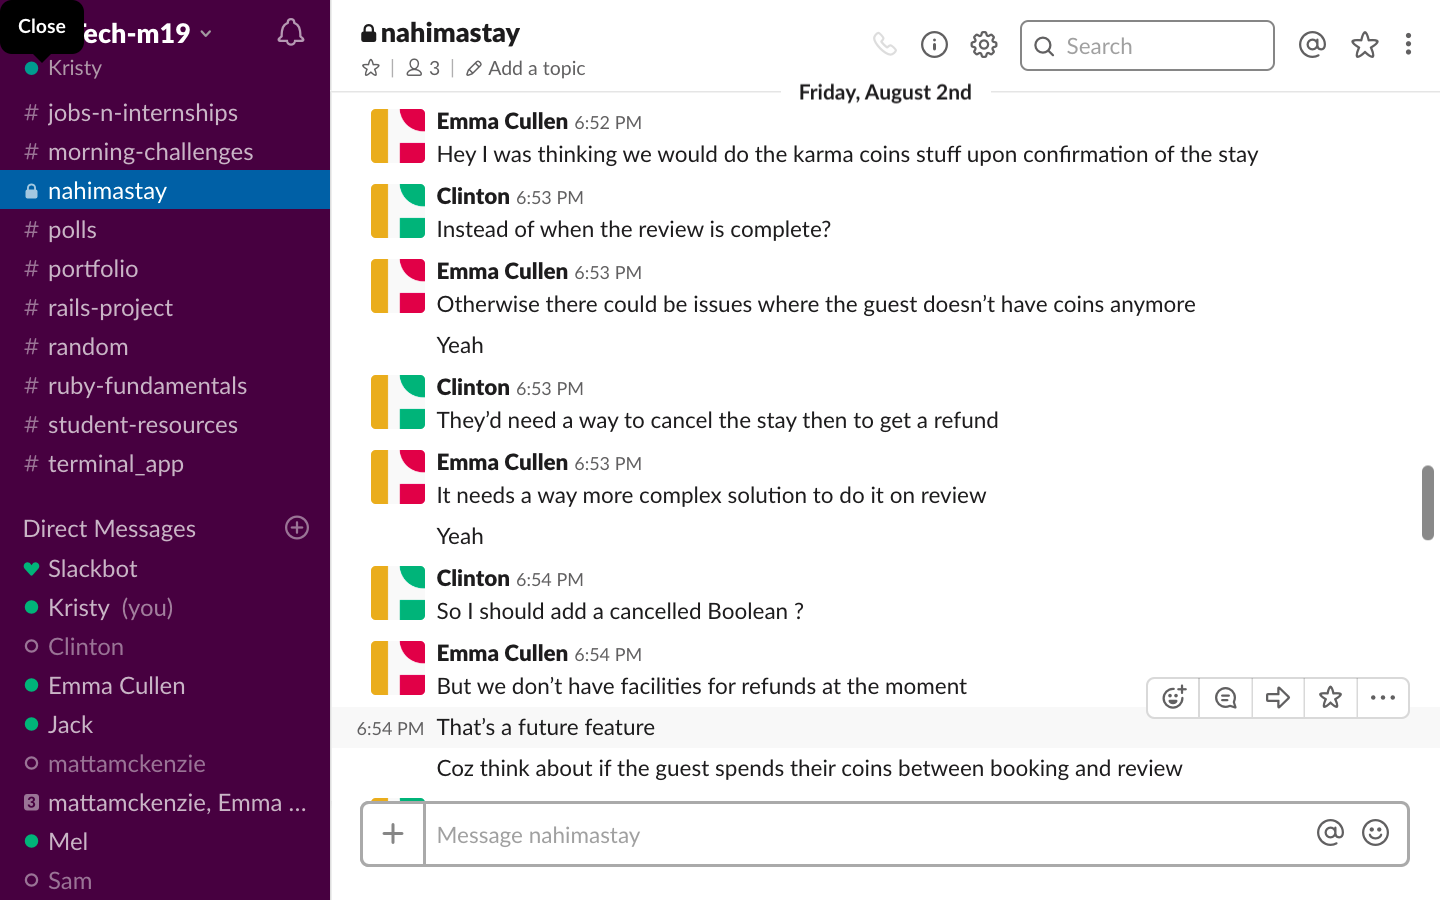 Close
Tech-m19
Kristy
# jobs-n-internships
# morning-challenges
nahimastay
# polls
# portfolio
# rails-project
# random
# ruby-fundamentals
# student-resources
# terminal_app
Direct Messages
Slackbot
Kristy (you)
Clinton
Emma Cullen
Jack
mattamckenzie
3 mattamckenzie, Emma ...
Mel
Sam
nahimastay
3 Add a topic
Search
Friday, August 2nd
Emma Cullen 6:52 PM
Hey I was thinking we would do the karma coins stuff upon confirmation of the stay
Clinton 6:53 PM
Instead of when the review is complete?
Emma Cullen 6:53 PM
Otherwise there could be issues where the guest doesn’t have coins anymore
Yeah
Clinton 6:53 PM
They’d need a way to cancel the stay then to get a refund
Emma Cullen 6:53 PM
It needs a way more complex solution to do it on review
Yeah
Clinton 6:54 PM
So I should add a cancelled Boolean ?
Emma Cullen 6:54 PM
But we don’t have facilities for refunds at the moment
6:54 PM That’s a future feature
Coz think about if the guest spends their coins between booking and review
Message nahimastay